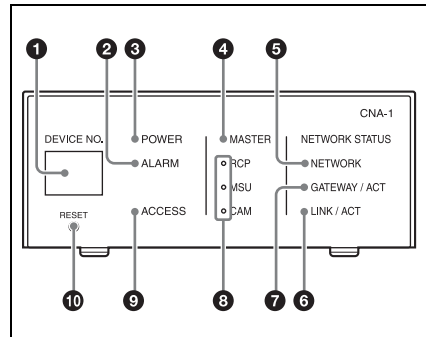 2 3 4 5
1
CNA-1
DEVICE NO. POWER MASTER NETWORK STATUS
ALARM RCP NETWORK
MSU GATEWAY / ACT
RESET ACCESS CAM LINK / ACT
10 9 8 7 6